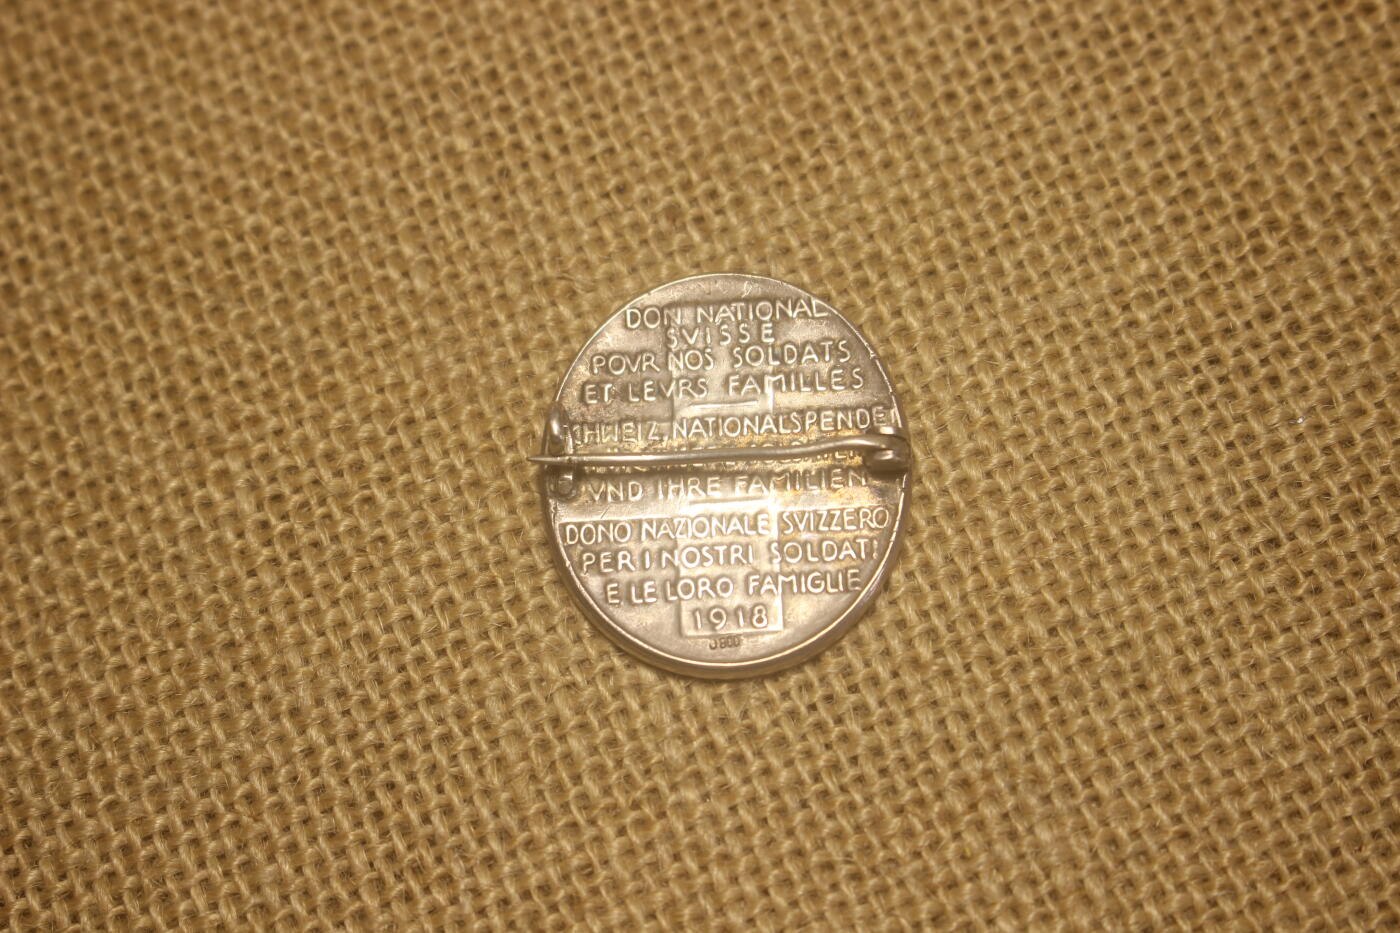 DON NATIONAL
SVISSE
POVR NOS SOLDATS
ET LEVRS FAMILLES
CHWEIZ. NATIONALSPENDE
VND IHRE FAMILIEN
DONO NAZIONALE SVIZZERO
PER I NOSTRI SOLDATI
E LE LORO FAMIGLIE
1918